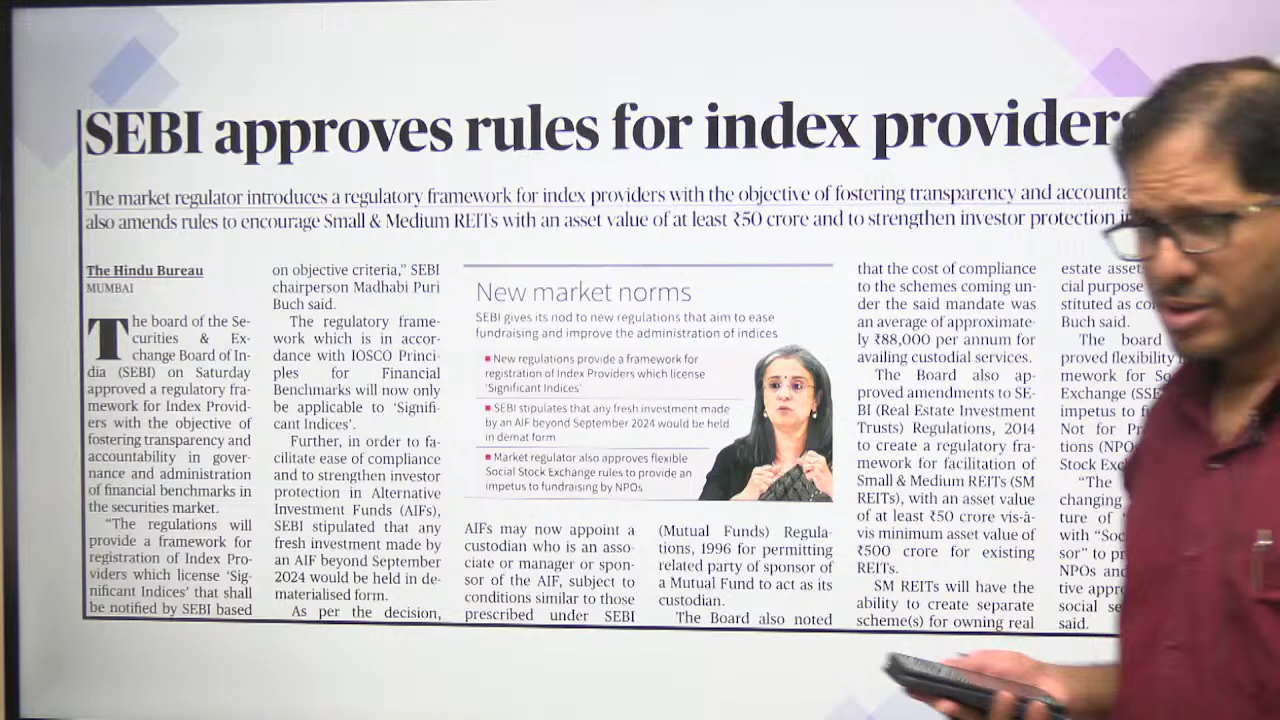 SEBI approves rules for index providers
The market regulator introduces a regulatory framework for index providers with the objective of fostering transparency and
also amends rules to encourage Small & Medium REITs with an asset value of at least ₹50 crore and to strengthen investor protection
The Hindu Bureau
MUMBAI
The board of the Se-
curities & Ex-
change Board of In-
dia (SEBI) on Saturday
approved a regulatory fra-
mework for Index Provid-
ers with the objective of
fostering transparency and
accountability in gover-
nance and administration
of financial benchmarks in
the securities market.
"The regulations will
provide a framework for
registration of Index Pro-
viders which license 'Sig-
nificant Indices' that shall
be notified by SEBI based
on objective criteria," SEBI
chairperson Madhabi Puri
Buch said.
The regulatory frame-
work which is in accor-
dance with IOSCO Princi-
ples for Financial
Benchmarks will now only
be applicable to 'Signifi-
cant Indices'.
Further, in order to fa-
cilitate ease of compliance
and to strengthen investor
protection in Alternative
Investment Funds (AIFs),
SEBI stipulated that any
fresh investment made by
an AIF beyond September
2024 would be held in de-
materialised form.
As per the decision,
New market norms
SEBI gives its nod to new regulations that aim to ease
fundraising and improve the administration of indices
New regulations provide a framework for
registration of Index Providers which license
'Significant Indices'
SEBI stipulates that any fresh investment made
by an AIF beyond September 2024 would be held
in demat form
Market regulator also approves flexible
Social Stock Exchange rules to provide an
impetus to fundraising by NPOs
AIFs may now appoint a
custodian who is an asso-
ciate or manager or spon-
sor of the AIF, subject to
conditions similar to those
prescribed under SEBI
(Mutual Funds) Regula-
tions, 1996 for permitting
related party of sponsor of
a Mutual Fund to act as its
custodian.
The Board also noted
that the cost of compliance
to the schemes coming un-
der the said mandate was
an average of approximate-
ly ₹88,000 per annum for
availing custodial services.
The Board also ap-
proved amendments to SE-
BI (Real Estate Investment
Trusts) Regulations, 2014
to create a regulatory fra-
mework for facilitation of
Small & Medium REITs (SM
REITs), with an asset value
of at least ₹50 crore vis-à-
vis minimum asset value of
₹500 crore for existing
REITs.
SM REITs will have the
ability to create separate
scheme(s) for owning real
estate asset
cial purpose
stituted as
Buch said.
The board
proved flexibility
mework for
Exchange (SSE
impetus to
Not for
tions (NPO
Stock
"The
changing
ture of
with "Soc
sor" to
NPOs and
tive
social
said.